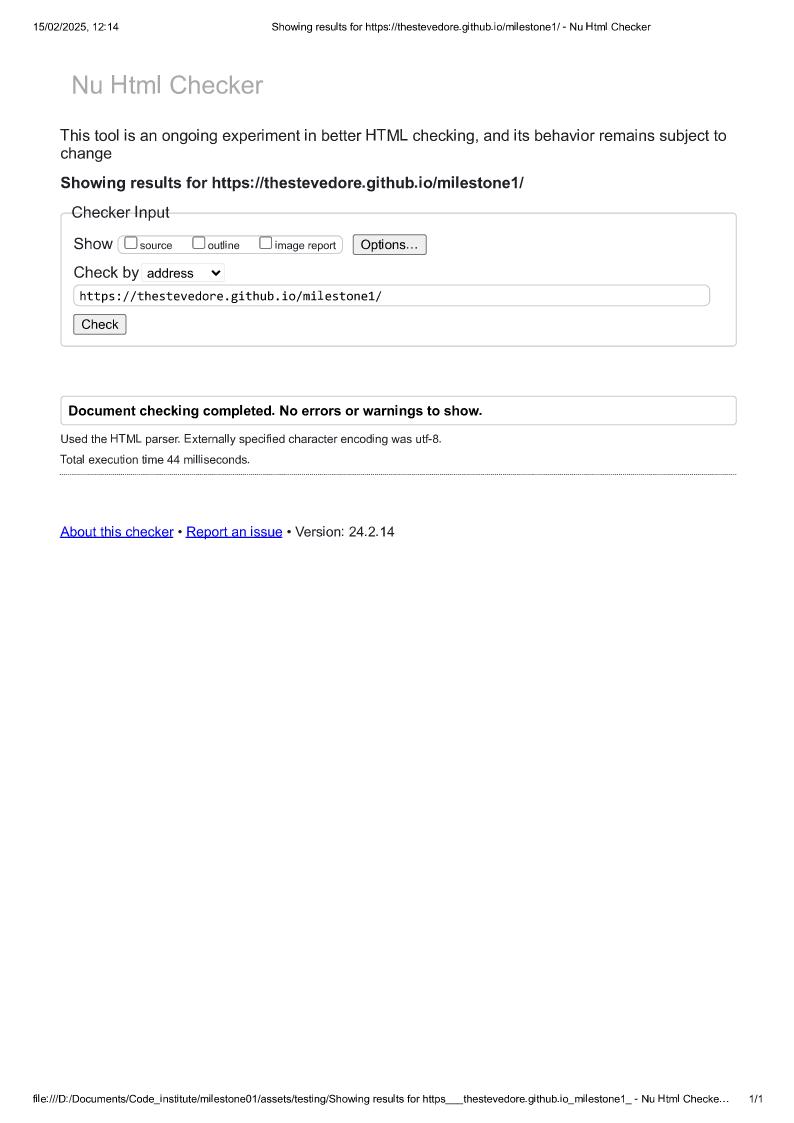 15/02/2025, 12:14 Showing results for https://thestevedore.github.io/milestone1/ - Nu Html Checker
Nu Html Checker
This tool is an ongoing experiment in better HTML checking, and its behavior remains subject to
change
Showing results for https://thestevedore.github.io/milestone1/
Checker Input
Show source outline image report Options...
Check by address
https://thestevedore.github.io/milestone1/
Check
Document checking completed. No errors or warnings to show.
Used the HTML parser. Externally specified character encoding was utf-8.
Total execution time 44 milliseconds.
About this checker • Report an issue • Version: 24.2.14
file:///D:/Documents/Code_institute/milestone01/assets/testing/Showing results for https___thestevedore.github.io_milestone1_ - Nu Html Checke... 1/1